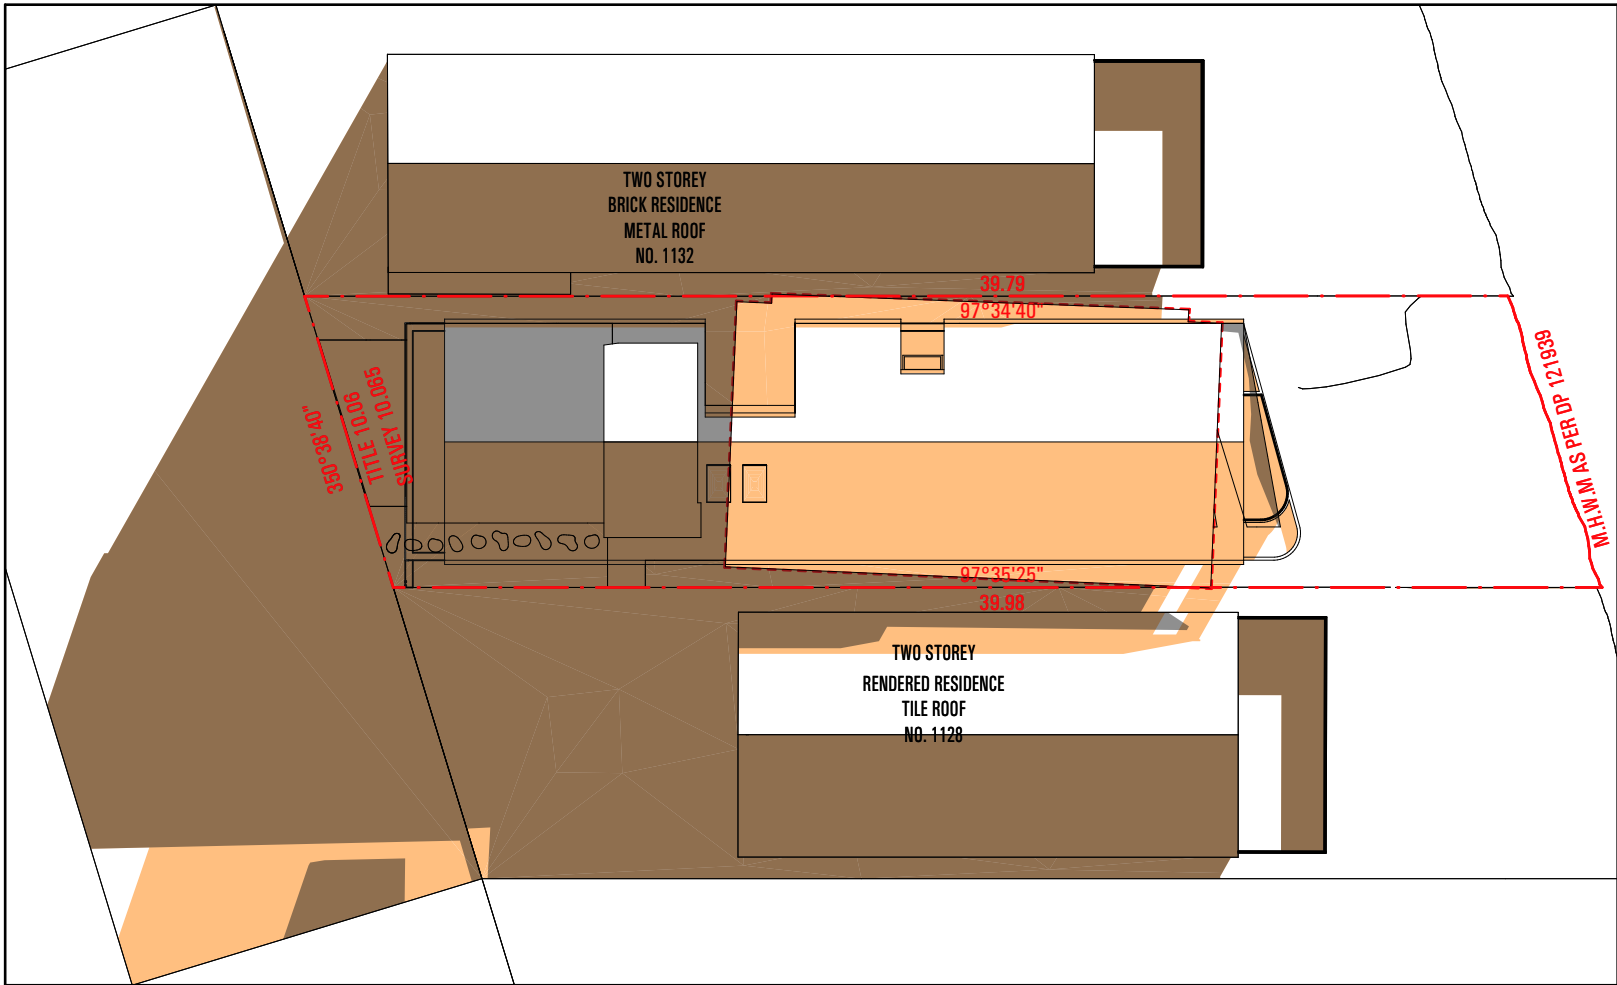 TWO STOREY
BRICK RESIDENCE
METAL ROOF
NO. 1132
39.79
97°34'40"
350°38'40"
TITLE 10.06
SURVEY 10.065
M.H.W.M AS PER DP 121939
97°35'25"
39.98
TWO STOREY
RENDERED RESIDENCE
TILE ROOF
NO. 1128